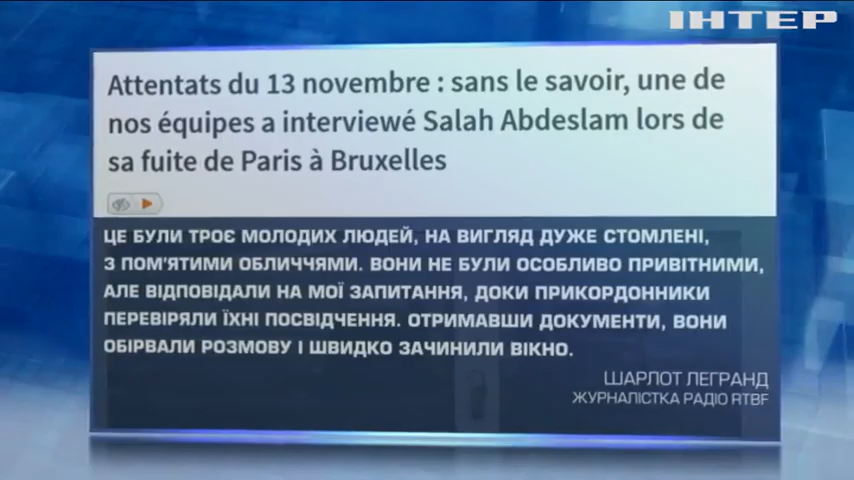 ІНТЕР
Attentats du 13 novembre : sans le savoir, une de
nos équipes a interviewé Salah Abdeslam lors de
sa fuite de Paris à Bruxelles
ЦЕ БУЛИ ТРОЄ МОЛОДИХ ЛЮДЕЙ, НА ВИГЛЯД ДУЖЕ СТОМЛЕНІ,
З ПОМ'ЯТИМИ ОБЛИЧЧЯМИ. ВОНИ НЕ БУЛИ ОСОБЛИВО ПРИВІТНИМИ,
АЛЕ ВІДПОВІДАЛИ НА МОЇ ЗАПИТАННЯ, ДОКИ ПРИКОРДОННИКИ
ПЕРЕВІРЯЛИ ЇХНІ ПОСВІДЧЕННЯ. ОТРИМАВШИ ДОКУМЕНТИ, ВОНИ
ОБІРВАЛИ РОЗМОВУ І ШВИДКО ЗАЧИНИЛИ ВІКНО.
ШАРЛОТ ЛЕГРАНД
ЖУРНАЛІСТКА РАДІО RTBF